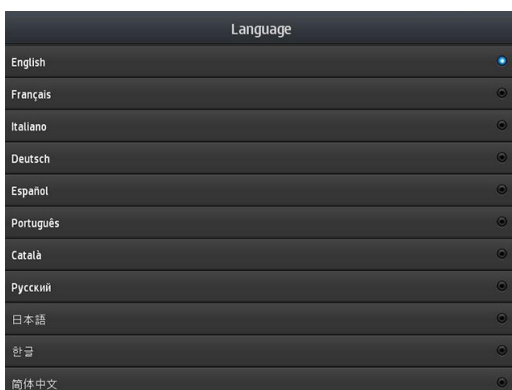 Language
English
Français
Italiano
Deutsch
Español
Português
Català
Русский
日本語
한글
简体中文